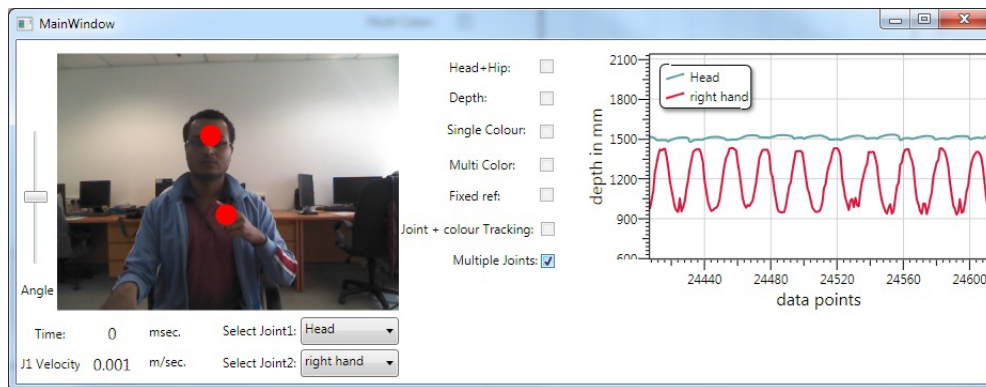 MainWindow
Head+Hip:
Depth:
Single Colour:
Multi Color:
Fixed ref:
Joint + colour Tracking:
Multiple Joints:
Angle
Time: 0 msec.
Select Joint1: Head
J1 Velocity 0.001 m/sec.
Select Joint2: right hand
Head
right hand
depth in mm
2100
1800
1500
1200
900
600
24440 24480 24520 24560 24600
data points